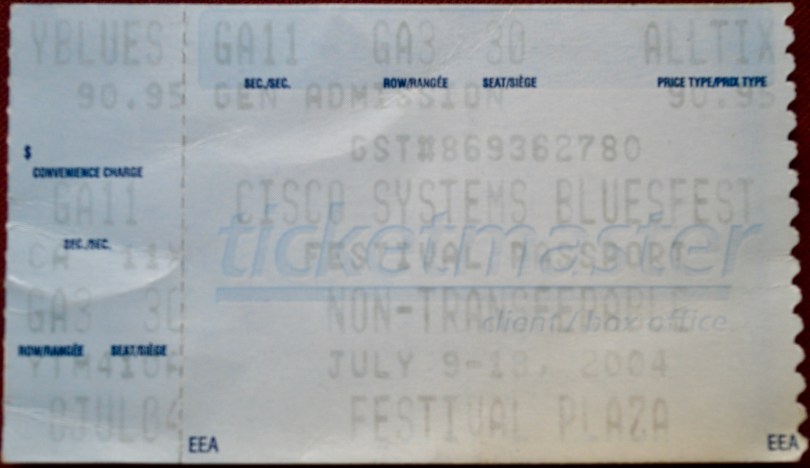 YBLUES GA11 GA3 30 ALLTIX
SEC./SEC. ROW/RANGÉE SEAT/SIÈGE PRICE TYPE/PRIX TYPE
90.95 GEN ADMISSION 90.95
$
CONVENIENCE CHARGE
GST#869362780
GA11 CISCO SYSTEMS BLUESFEST
ticketmaster
SEC./SEC.
CA 11X FESTIVAL PASSPORT
GA3 30 NON-TRANSFERABLE
client / box office
ROW/RANGÉE SEAT/SIÈGE
JULY 9-18, 2004
FESTIVAL PLAZA
EEA EEA